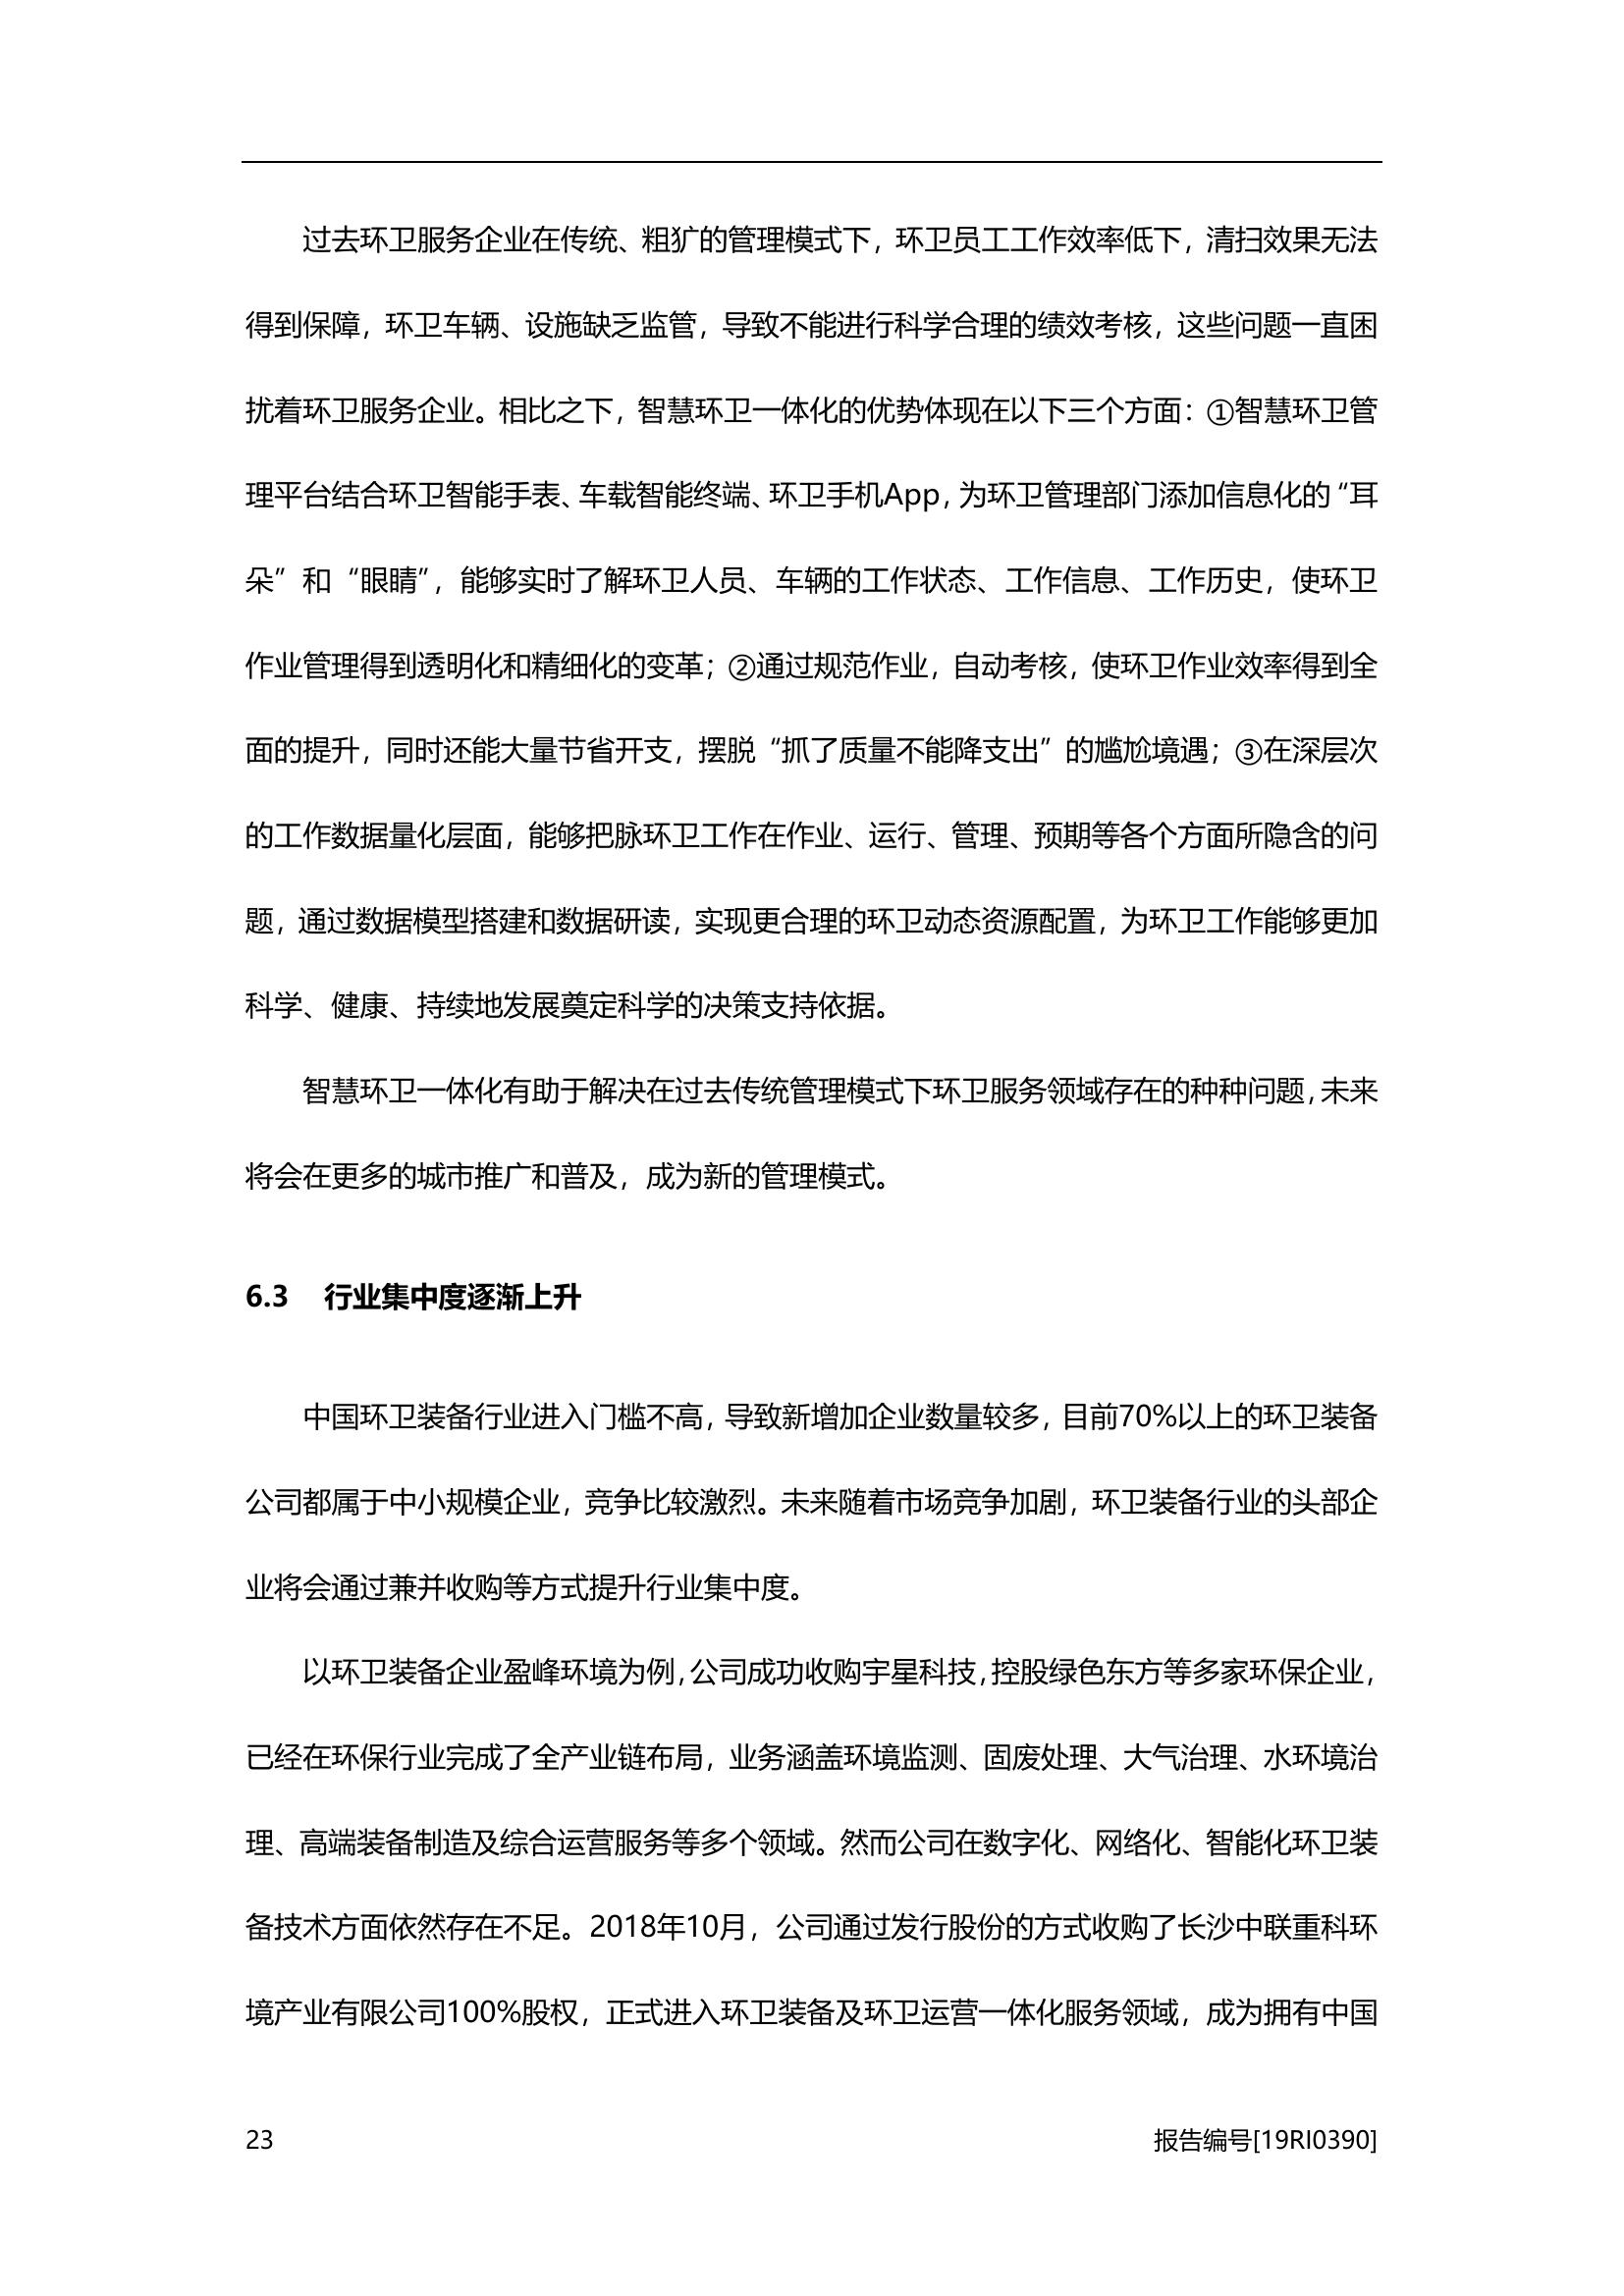 过去环卫服务企业在传统、粗犷的管理模式下，环卫员工工作效率低下，清扫效果无法
得到保障，环卫车辆、设施缺乏监管，导致不能进行科学合理的绩效考核，这些问题一直困
扰着环卫服务企业。相比之下，智慧环卫一体化的优势体现在以下三个方面：①智慧环卫管
理平台结合环卫智能手表、车载智能终端、环卫手机App，为环卫管理部门添加信息化的“耳
朵”和“眼睛”，能够实时了解环卫人员、车辆的工作状态、工作信息、工作历史，使环卫
作业管理得到透明化和精细化的变革；②通过规范作业，自动考核，使环卫作业效率得到全
面的提升，同时还能大量节省开支，摆脱“抓了质量不能降支出”的尴尬境遇；③在深层次
的工作数据量化层面，能够把脉环卫工作在作业、运行、管理、预期等各个方面所隐含的问
题，通过数据模型搭建和数据研读，实现更合理的环卫动态资源配置，为环卫工作能够更加
科学、健康、持续地发展奠定科学的决策支持依据。
智慧环卫一体化有助于解决在过去传统管理模式下环卫服务领域存在的种种问题，未来
将会在更多的城市推广和普及，成为新的管理模式。
6.3 行业集中度逐渐上升
中国环卫装备行业进入门槛不高，导致新增加企业数量较多，目前70%以上的环卫装备
公司都属于中小规模企业，竞争比较激烈。未来随着市场竞争加剧，环卫装备行业的头部企
业将会通过兼并收购等方式提升行业集中度。
以环卫装备企业盈峰环境为例，公司成功收购宇星科技，控股绿色东方等多家环保企业，
已经在环保行业完成了全产业链布局，业务涵盖环境监测、固废处理、大气治理、水环境治
理、高端装备制造及综合运营服务等多个领域。然而公司在数字化、网络化、智能化环卫装
备技术方面依然存在不足。2018年10月，公司通过发行股份的方式收购了长沙中联重科环
境产业有限公司100%股权，正式进入环卫装备及环卫运营一体化服务领域，成为拥有中国
23 报告编号[19RI0390]